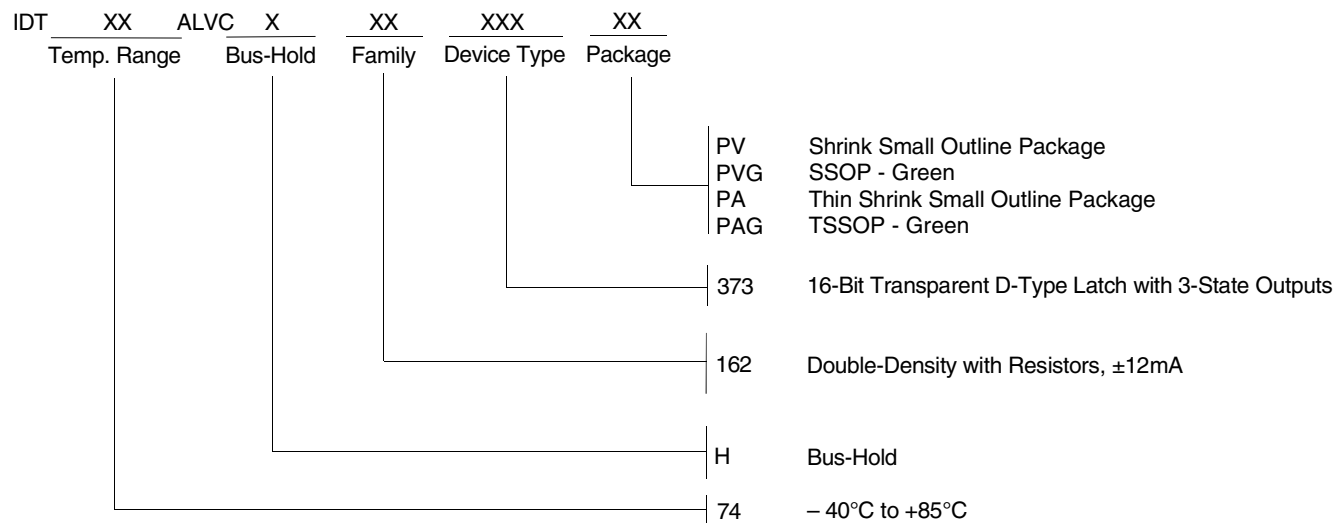 IDT XX ALVC X XX XXX XX
Temp. Range Bus-Hold Family Device Type Package
PV Shrink Small Outline Package
PVG SSOP - Green
PA Thin Shrink Small Outline Package
PAG TSSOP - Green
373 16-Bit Transparent D-Type Latch with 3-State Outputs
162 Double-Density with Resistors, ±12mA
H Bus-Hold
74 – 40°C to +85°C